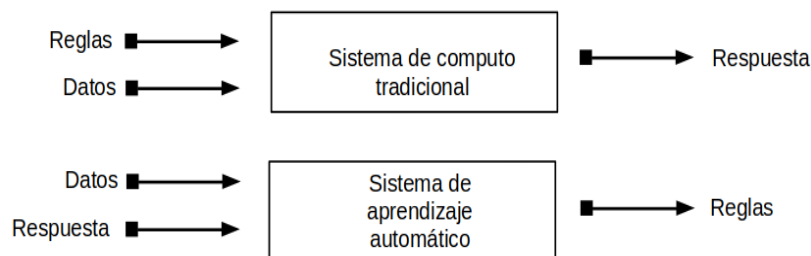 Reglas
Datos
Sistema de computo
tradicional
Respuesta
Datos
Respuesta
Sistema de
aprendizaje
automático
Reglas